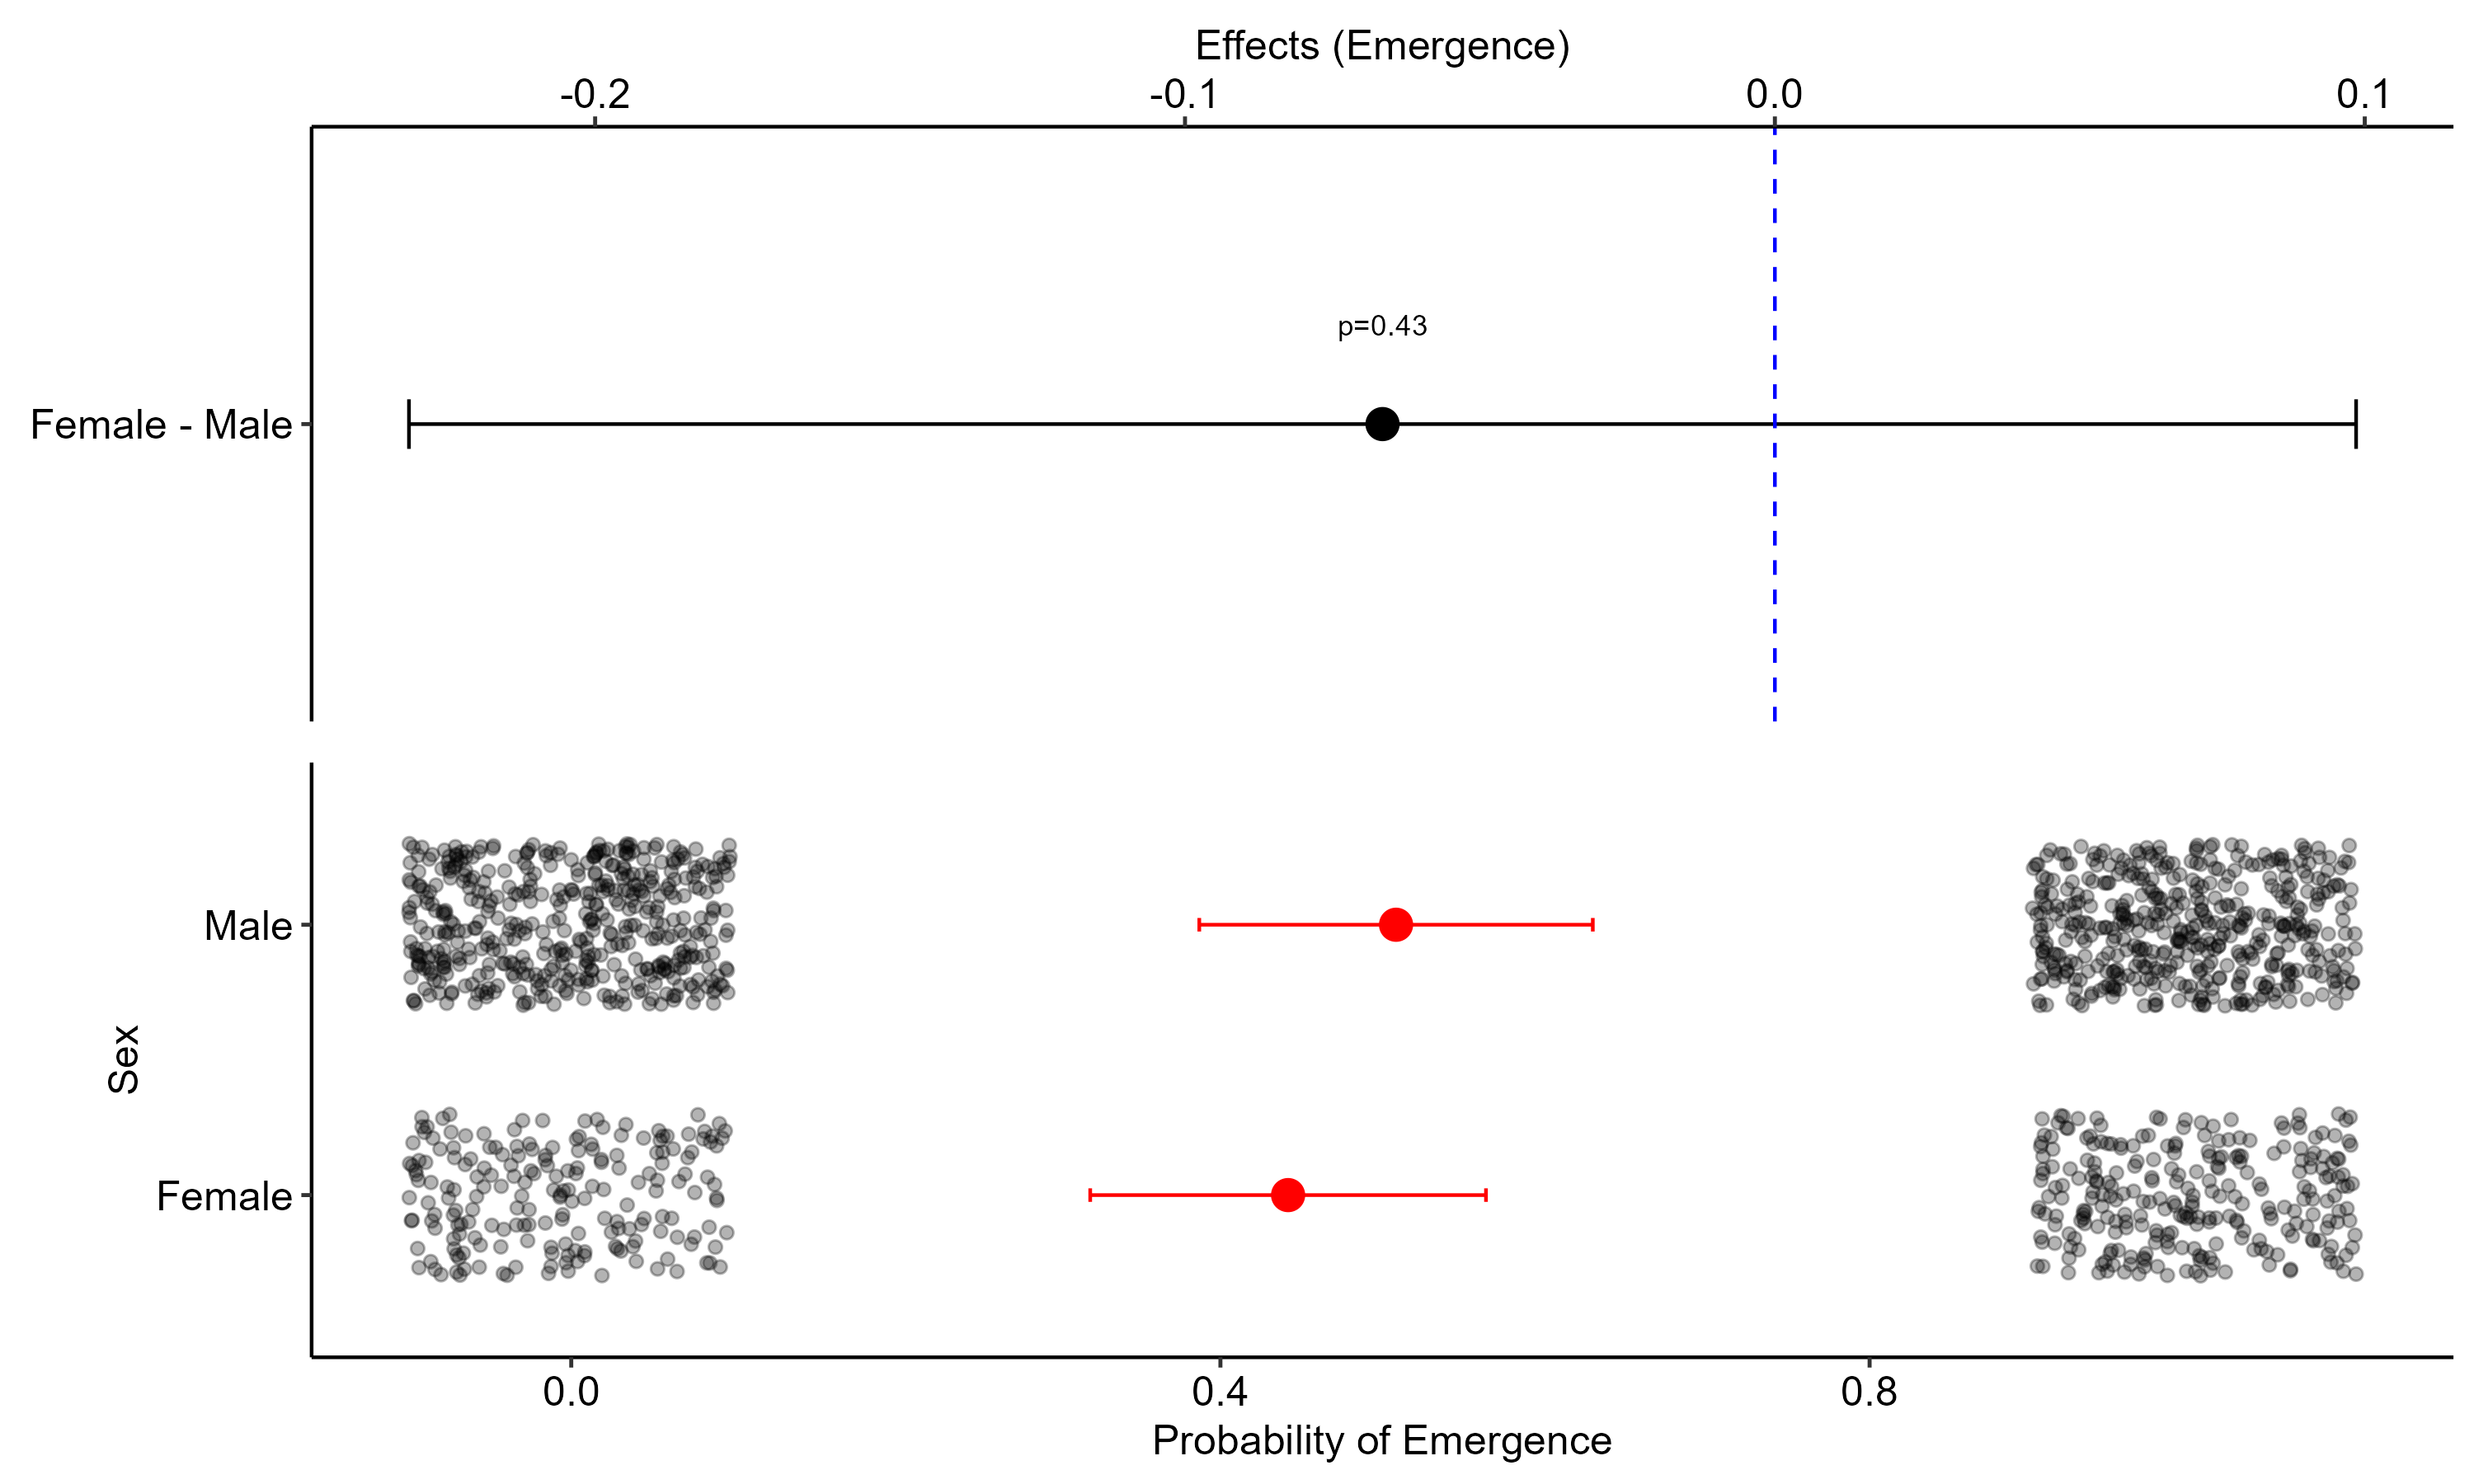 Effects (Emergence)
-0.2 -0.1 0.0 0.1
p=0.43
Female - Male
Male
Sex
Female
0.0 0.4 0.8
Probability of Emergence